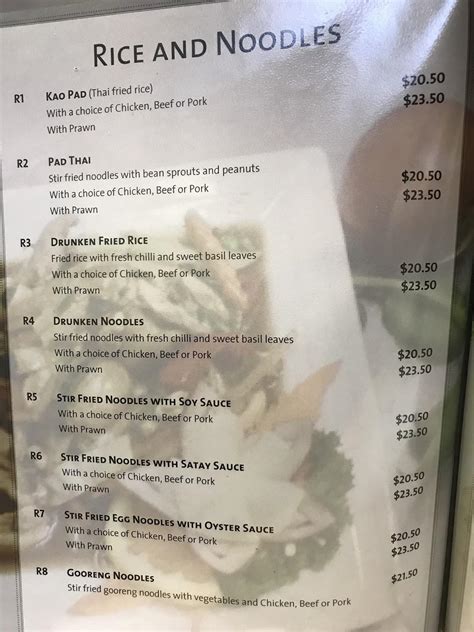 RICE AND NOODLES
R1 KAO PAD (Thai fried rice)
With a choice of Chicken, Beef or Pork $20.50
With Prawn $23.50
R2 PAD THAI
Stir fried noodles with bean sprouts and peanuts
With a choice of Chicken, Beef or Pork $20.50
With Prawn $23.50
R3 DRUNKEN FRIED RICE
Fried rice with fresh chilli and sweet basil leaves
With a choice of Chicken, Beef or Pork $20.50
With Prawn $23.50
R4 DRUNKEN NOODLES
Stir fried noodles with fresh chilli and sweet basil leaves
With a choice of Chicken, Beef or Pork $20.50
With Prawn $23.50
R5 STIR FRIED NOODLES WITH SOY SAUCE
With a choice of Chicken, Beef or Pork $20.50
With Prawn $23.50
R6 STIR FRIED NOODLES WITH SATAY SAUCE
With a choice of Chicken, Beef or Pork $20.50
With Prawn $23.50
R7 STIR FRIED EGG NOODLES WITH OYSTER SAUCE
With a choice of Chicken, Beef or Pork $20.50
With Prawn $23.50
R8 GOORENG NOODLES $21.50
Stir fried gooreng noodles with vegetables and Chicken, Beef or Pork